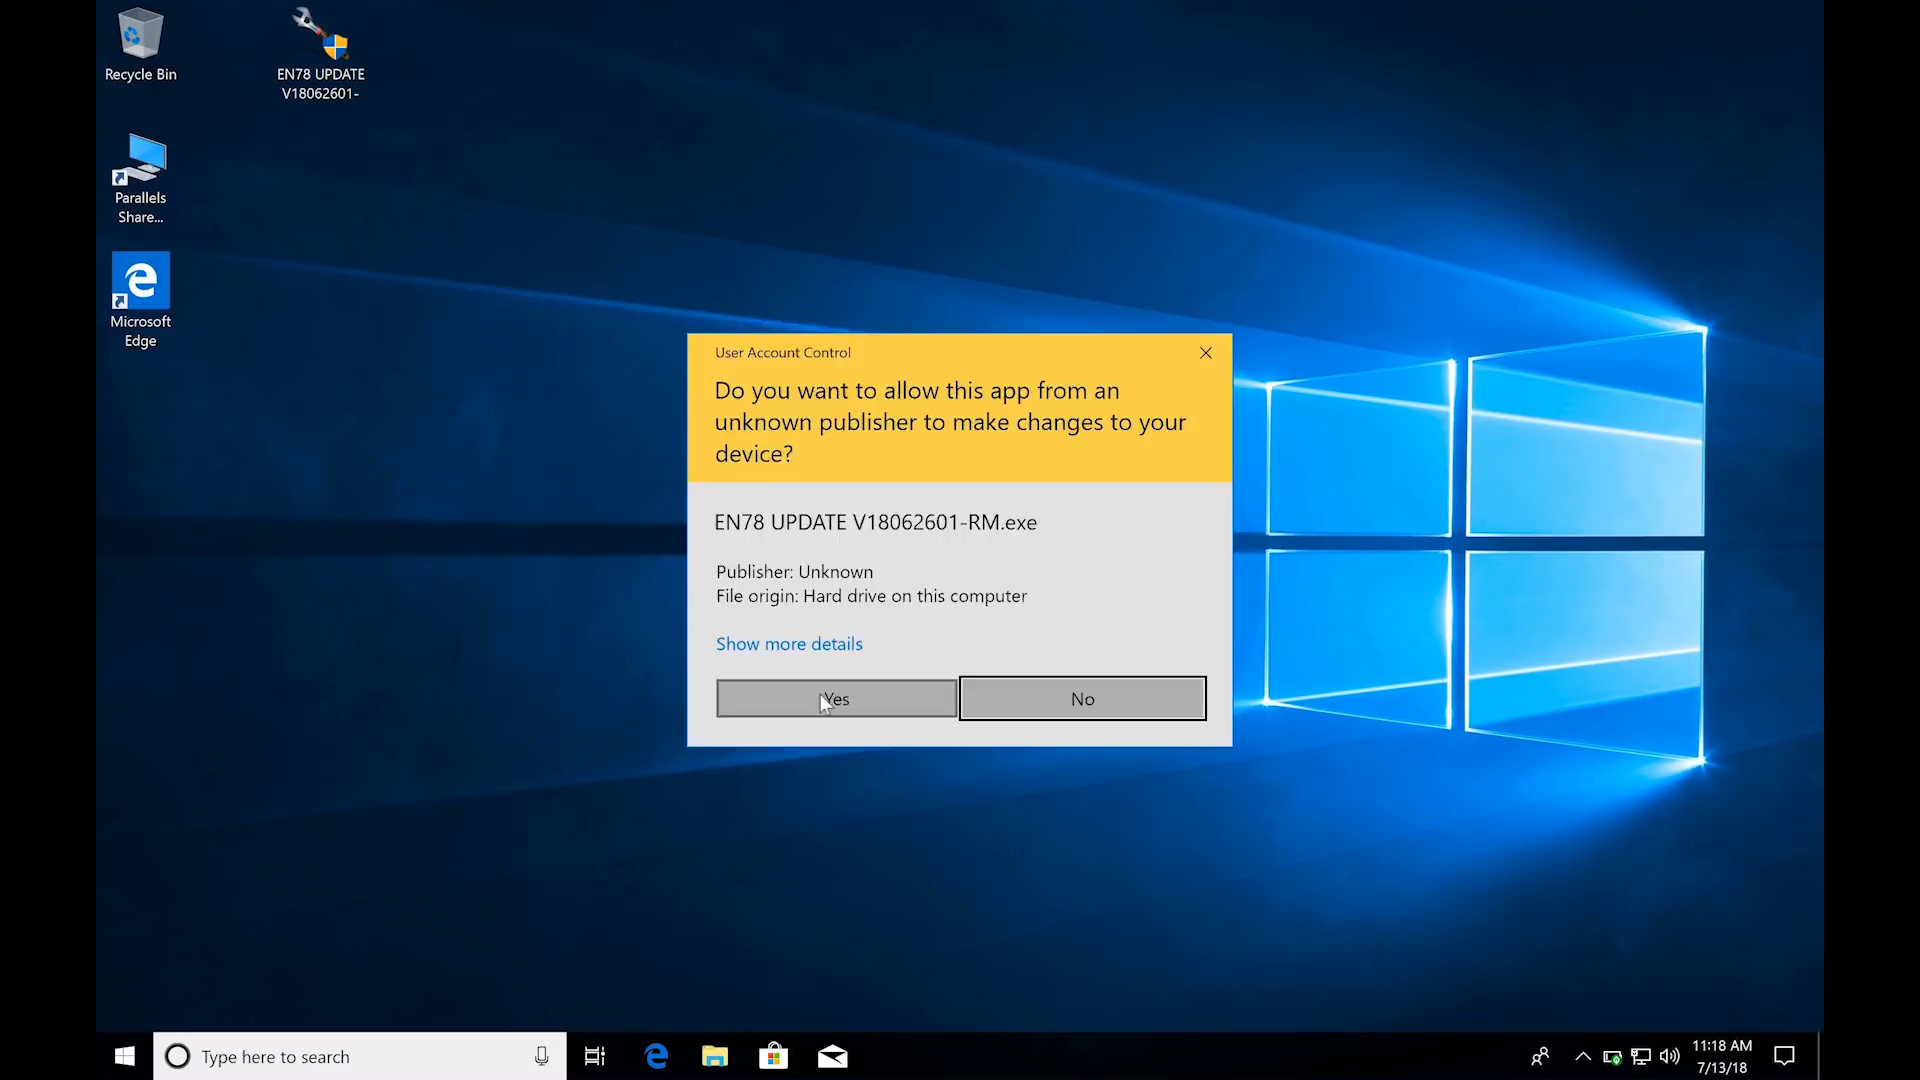 Recycle Bin
EN78 UPDATE
V18062601-
Parallels
Share...
Microsoft
Edge
User Account Control
Do you want to allow this app from an
unknown publisher to make changes to your
device?
EN78 UPDATE V18062601-RM.exe
Publisher: Unknown
File origin: Hard drive on this computer
Show more details
Yes
No
Type here to search
11:18 AM
7/13/18